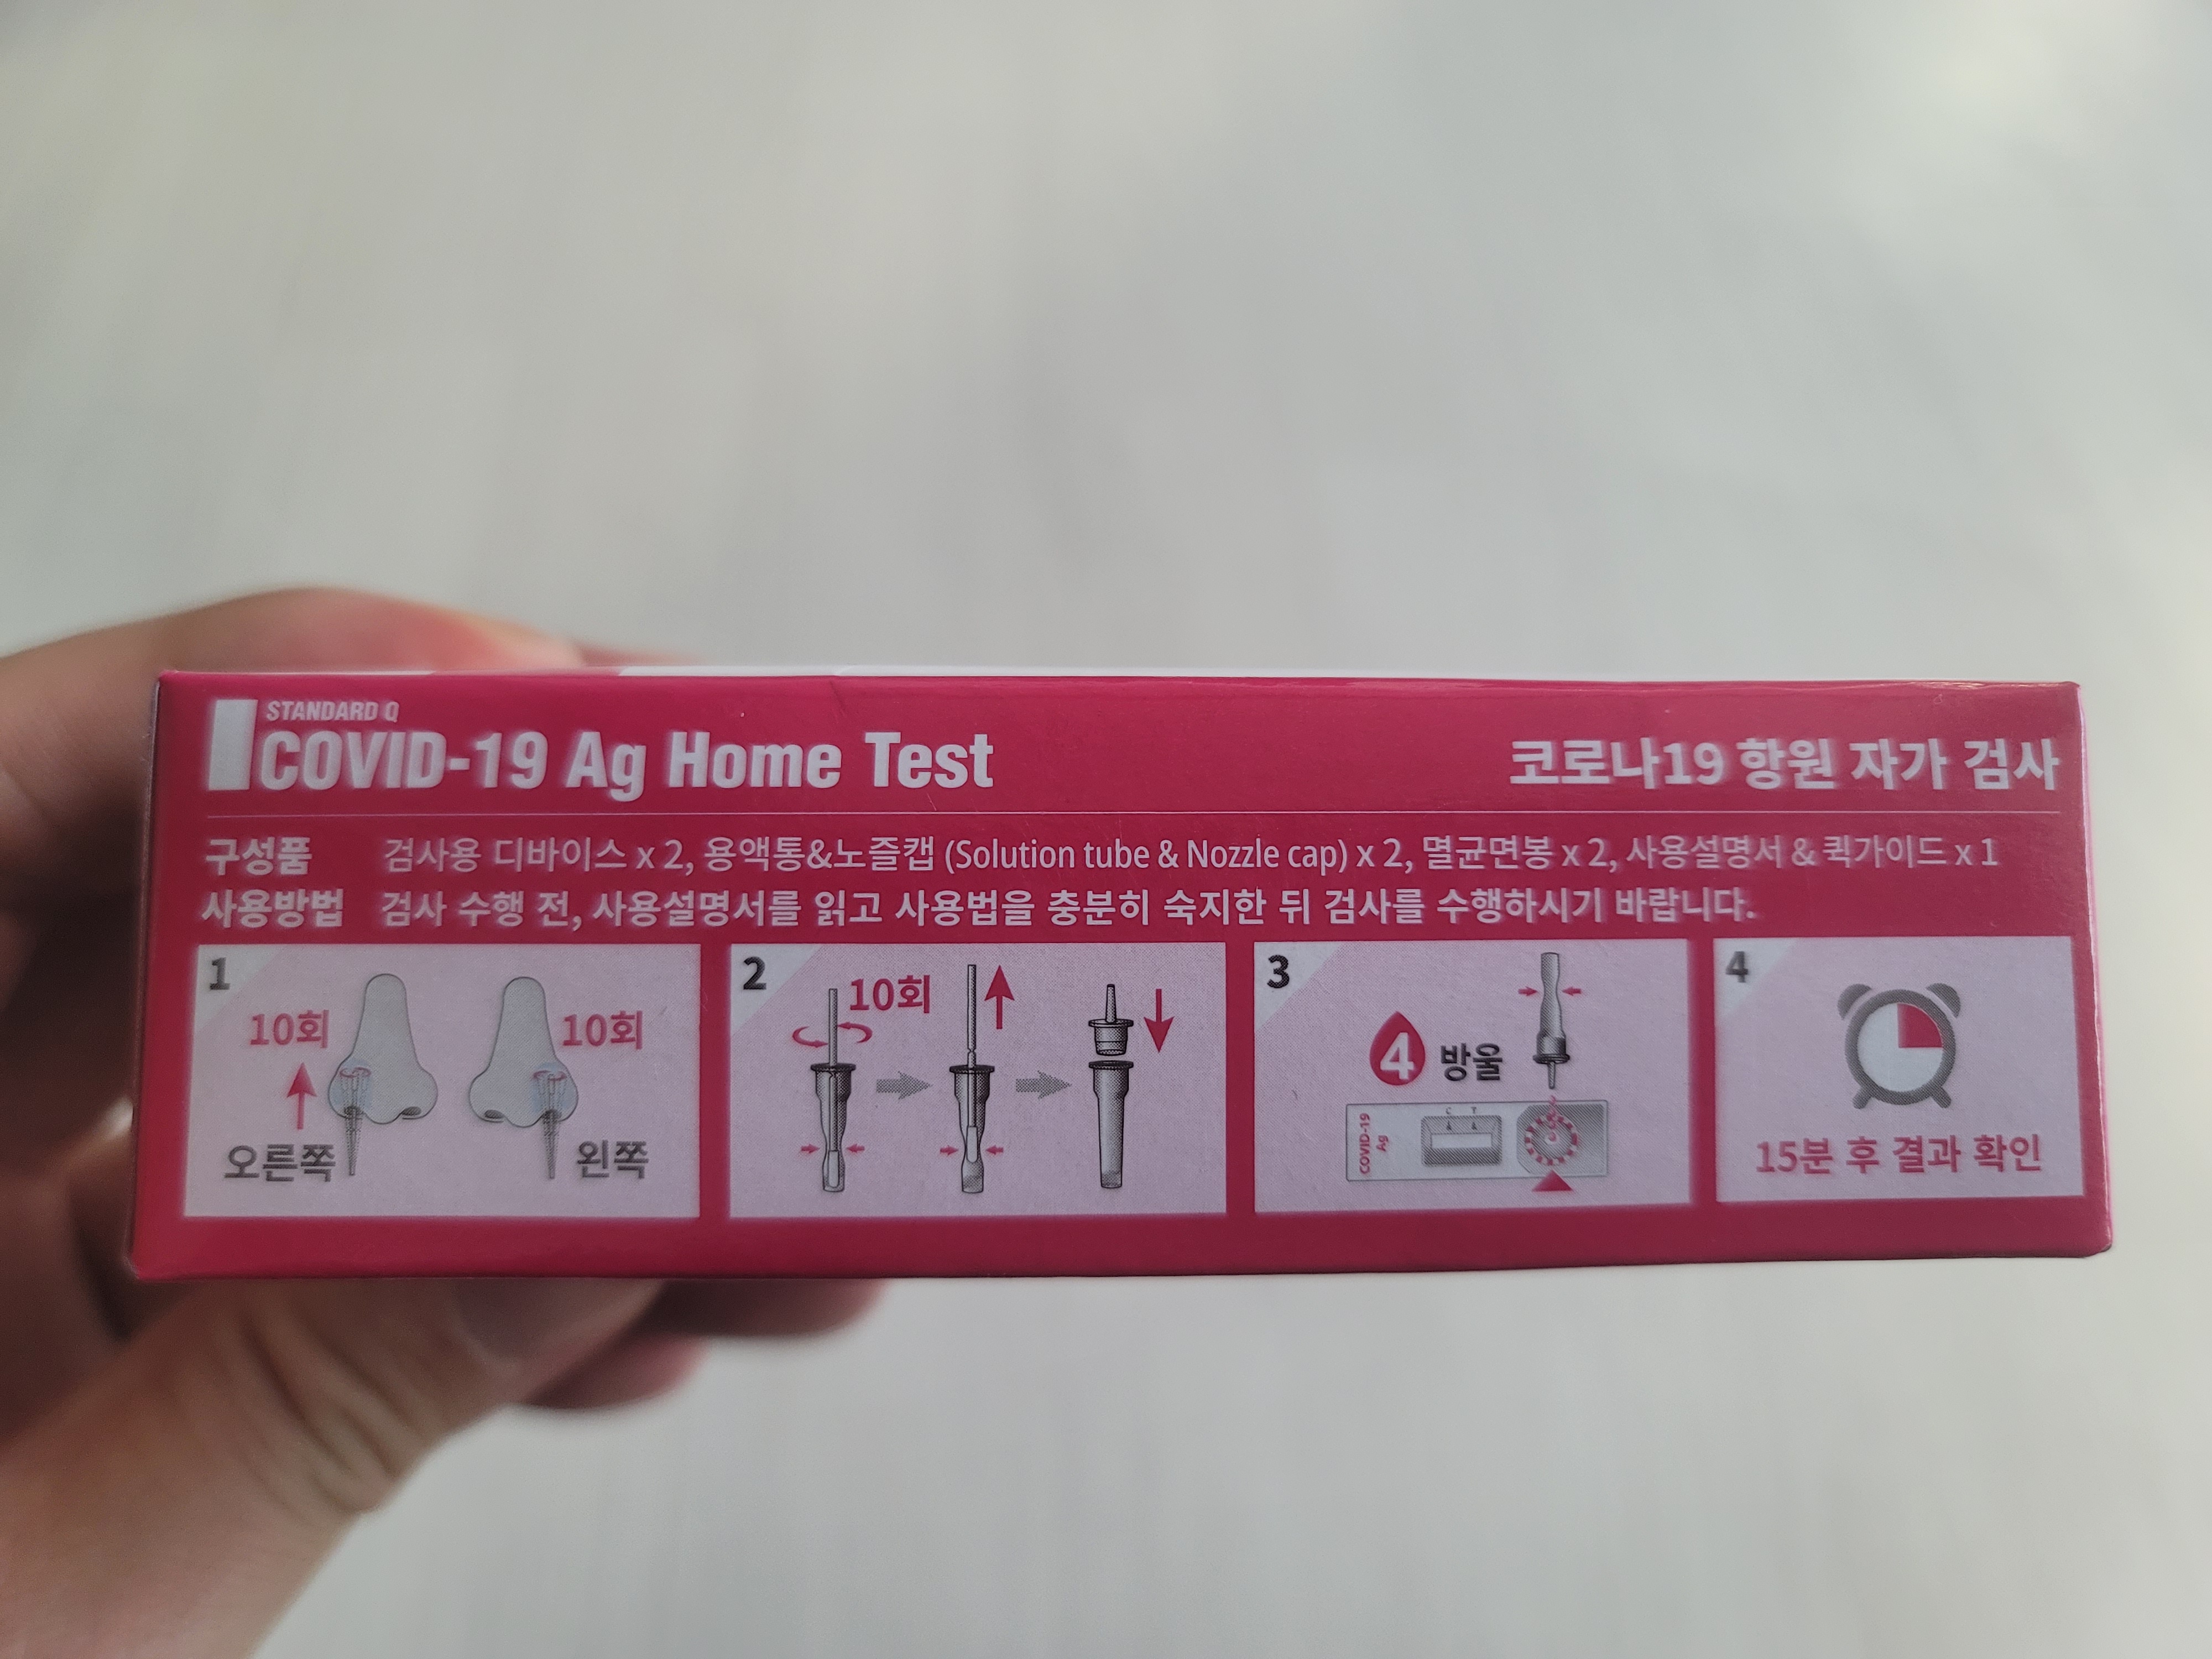 STANDARD Q
COVID-19 Ag Home Test
코로나19 항원 자가 검사
구성품 검사용 디바이스 x 2, 용액통&노즐캡 (Solution tube & Nozzle cap) x 2, 멸균면봉 x 2, 사용설명서 & 퀵가이드 x 1
사용방법 검사 수행 전, 사용설명서를 읽고 사용법을 충분히 숙지한 뒤 검사를 수행하시기 바랍니다.
1
10회 10회
오른쪽 왼쪽
2
10회
3
4 방울
C T
COVID-19
Ag
4
15분 후 결과 확인